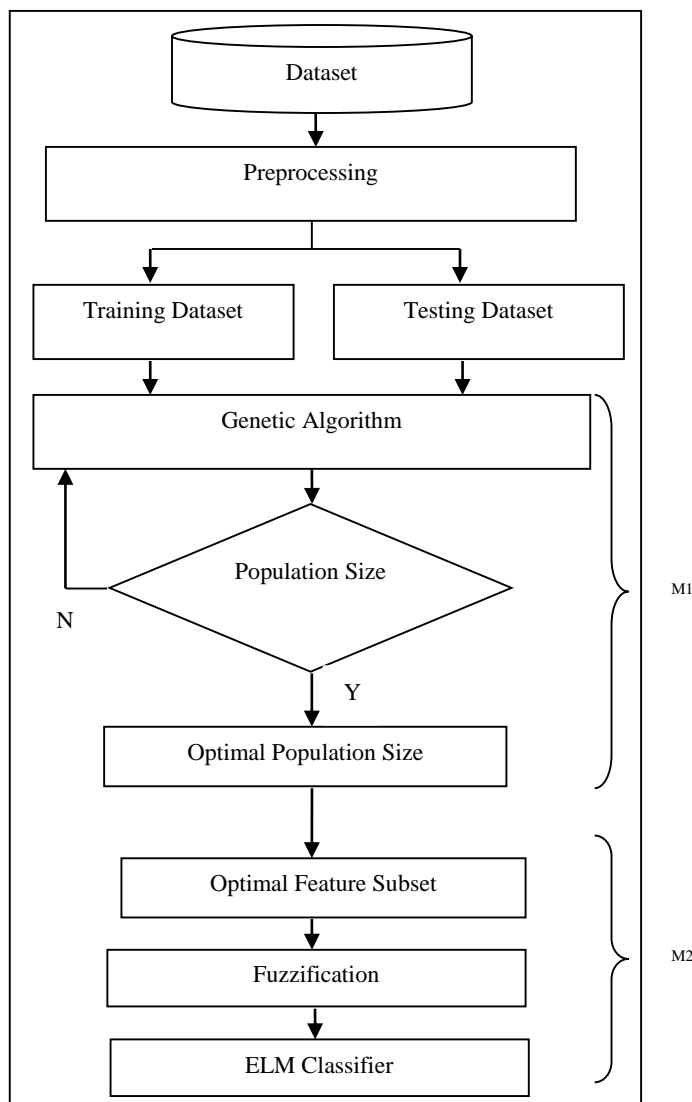 Dataset
Preprocessing
Training Dataset
Testing Dataset
Genetic Algorithm
Population Size
M1
N
Y
Optimal Population Size
Optimal Feature Subset
M2
Fuzzification
ELM Classifier